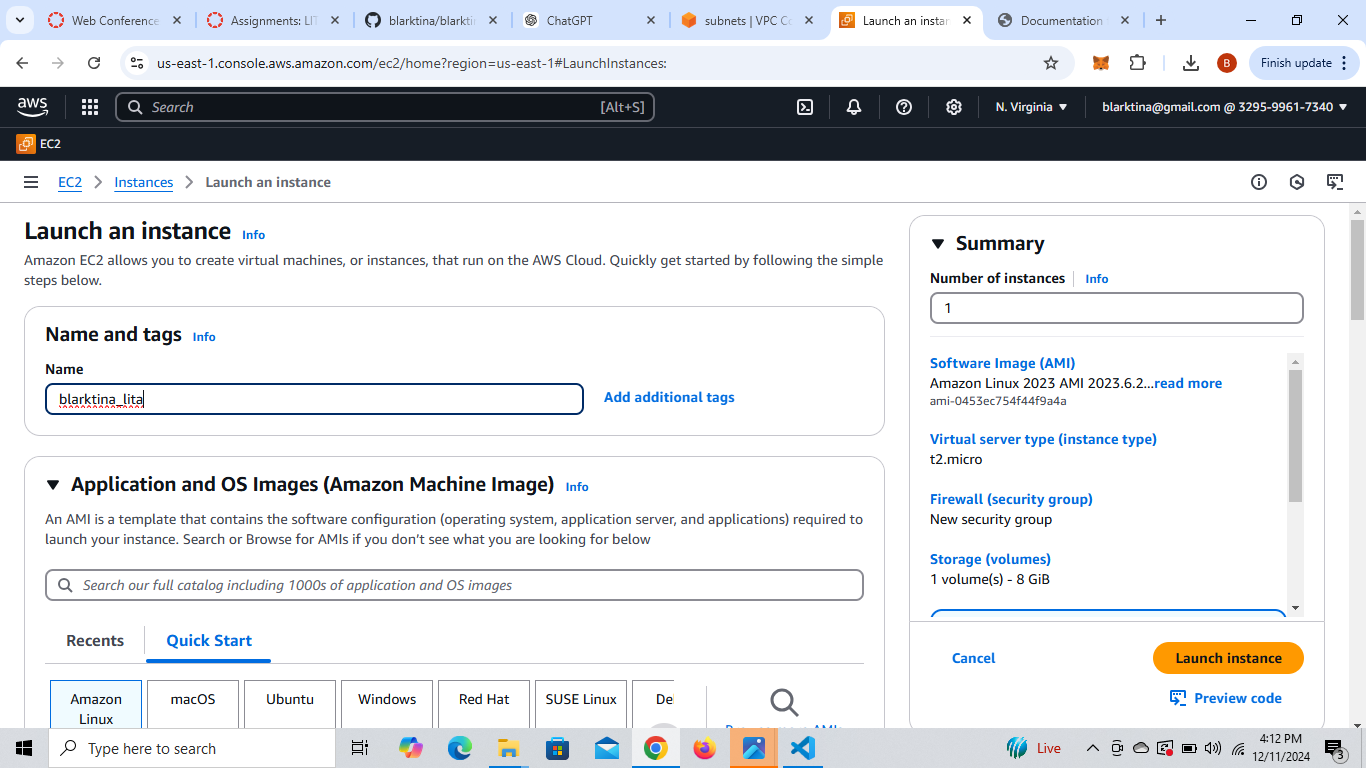 Web Conference
Assignments: LIT
blarktina/blarktin
ChatGPT
subnets | VPC Co
Launch an instan
Documentation
us-east-1.console.aws.amazon.com/ec2/home?region=us-east-1#LaunchInstances:
B
Finish update
aws
Search
[Alt+S]
N. Virginia
blarktina@gmail.com @ 3295-9961-7340
EC2
EC2
Instances
Launch an instance
Launch an instance
Info
Amazon EC2 allows you to create virtual machines, or instances, that run on the AWS Cloud. Quickly get started by following the simple
steps below.
Name and tags
Info
Name
blarktina_lita
Add additional tags
Application and OS Images (Amazon Machine Image)
Info
An AMI is a template that contains the software configuration (operating system, application server, and applications) required to
launch your instance. Search or Browse for AMIs if you don’t see what you are looking for below
Search our full catalog including 1000s of application and OS images
Recents
Quick Start
Amazon
Linux
macOS
Ubuntu
Windows
Red Hat
SUSE Linux
Summary
Number of instances
Info
1
Software Image (AMI)
Amazon Linux 2023 AMI 2023.6.2...read more
ami-0453ec754f44f9a4a
Virtual server type (instance type)
t2.micro
Firewall (security group)
New security group
Storage (volumes)
1 volume(s) - 8 GiB
Cancel
Launch instance
Preview code
Type here to search
Live
4:12 PM
12/11/2024
3